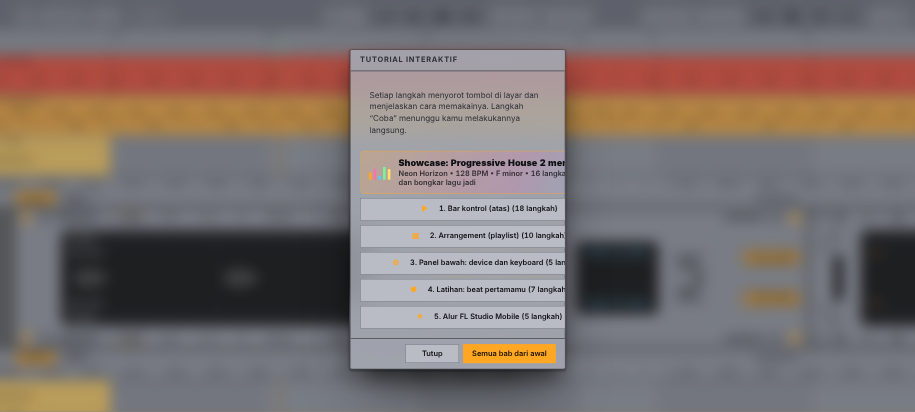 TUTORIAL INTERAKTIF
Setiap langkah menyorot tombol di layar dan
menjelaskan cara memakainya. Langkah
"Coba" menunggu kamu melakukannya
langsung.
Showcase: Progressive House 2
Neon Horizon • 128 BPM • F minor • 16
dan bongkar lagu jadi
1. Bar kontrol (atas) (18 langkah)
2. Arrangement (playlist) (10 langkah)
3. Panel bawah: device dan keyboard (5
4. Latihan: beat pertamamu (7 langkah
5. Alur FL Studio Mobile (5 langkah)
Tutup
Semua bab dari awal